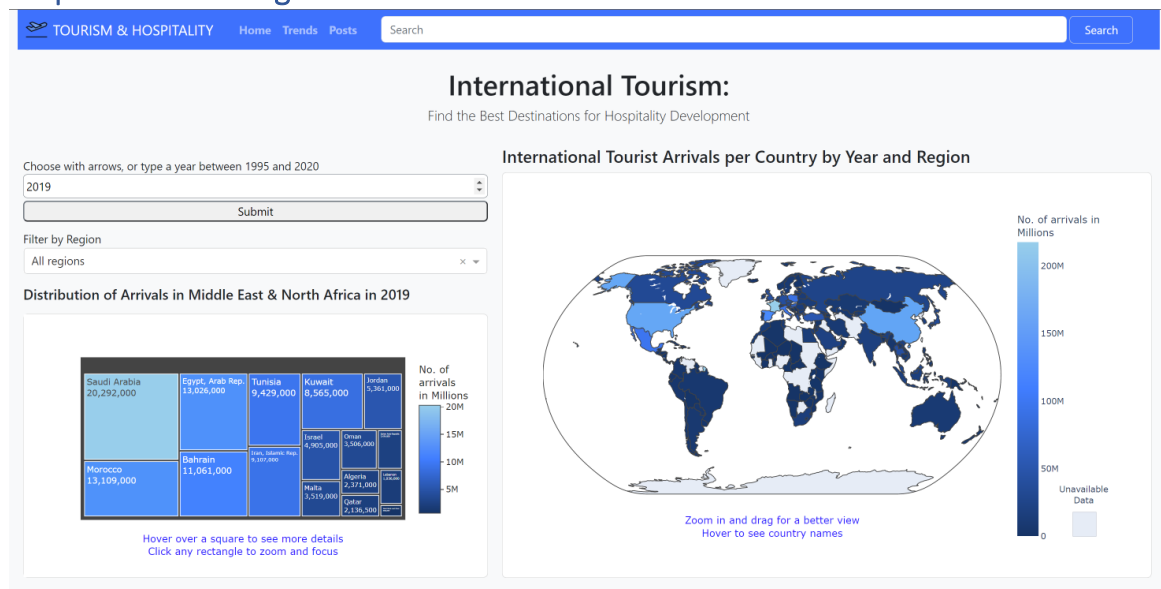 TOURISM & HOSPITALITY Home Trends Posts Search Search
International Tourism:
Find the Best Destinations for Hospitality Development
Choose with arrows, or type a year between 1995 and 2020
2019
Submit
Filter by Region
All regions
Distribution of Arrivals in Middle East & North Africa in 2019
Saudi Arabia
20,292,000
Morocco
13,109,000
Egypt, Arab Rep.
13,026,000
Bahrain
11,061,000
Tunisia
9,429,000
Iran, Islamic Rep.
9,107,000
Kuwait
8,565,000
Jordan
5,361,000
Israel
4,905,000
Malta
3,519,000
Oman
3,506,000
Algeria
2,371,000
Qatar
2,136,500
Lebanon
No. of
arrivals
in Millions
20M
15M
10M
5M
Hover over a square to see more details
Click any rectangle to zoom and focus
International Tourist Arrivals per Country by Year and Region
No. of arrivals in
Millions
200M
150M
100M
50M
0
Unavailable
Data
Zoom in and drag for a better view
Hover to see country names